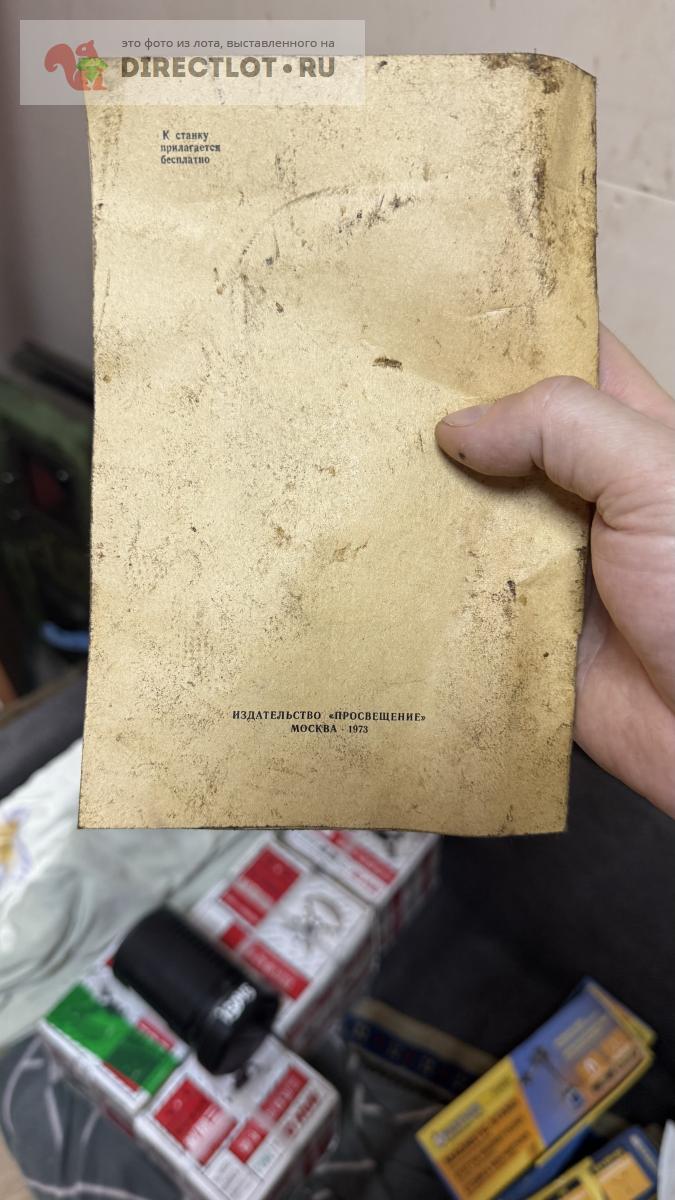 это фото из лота, выставленного на
DIRECTLOT•RU
К станку
прилагается
бесплатно
ИЗДАТЕЛЬСТВО «ПРОСВЕЩЕНИЕ»
МОСКВА - 1973